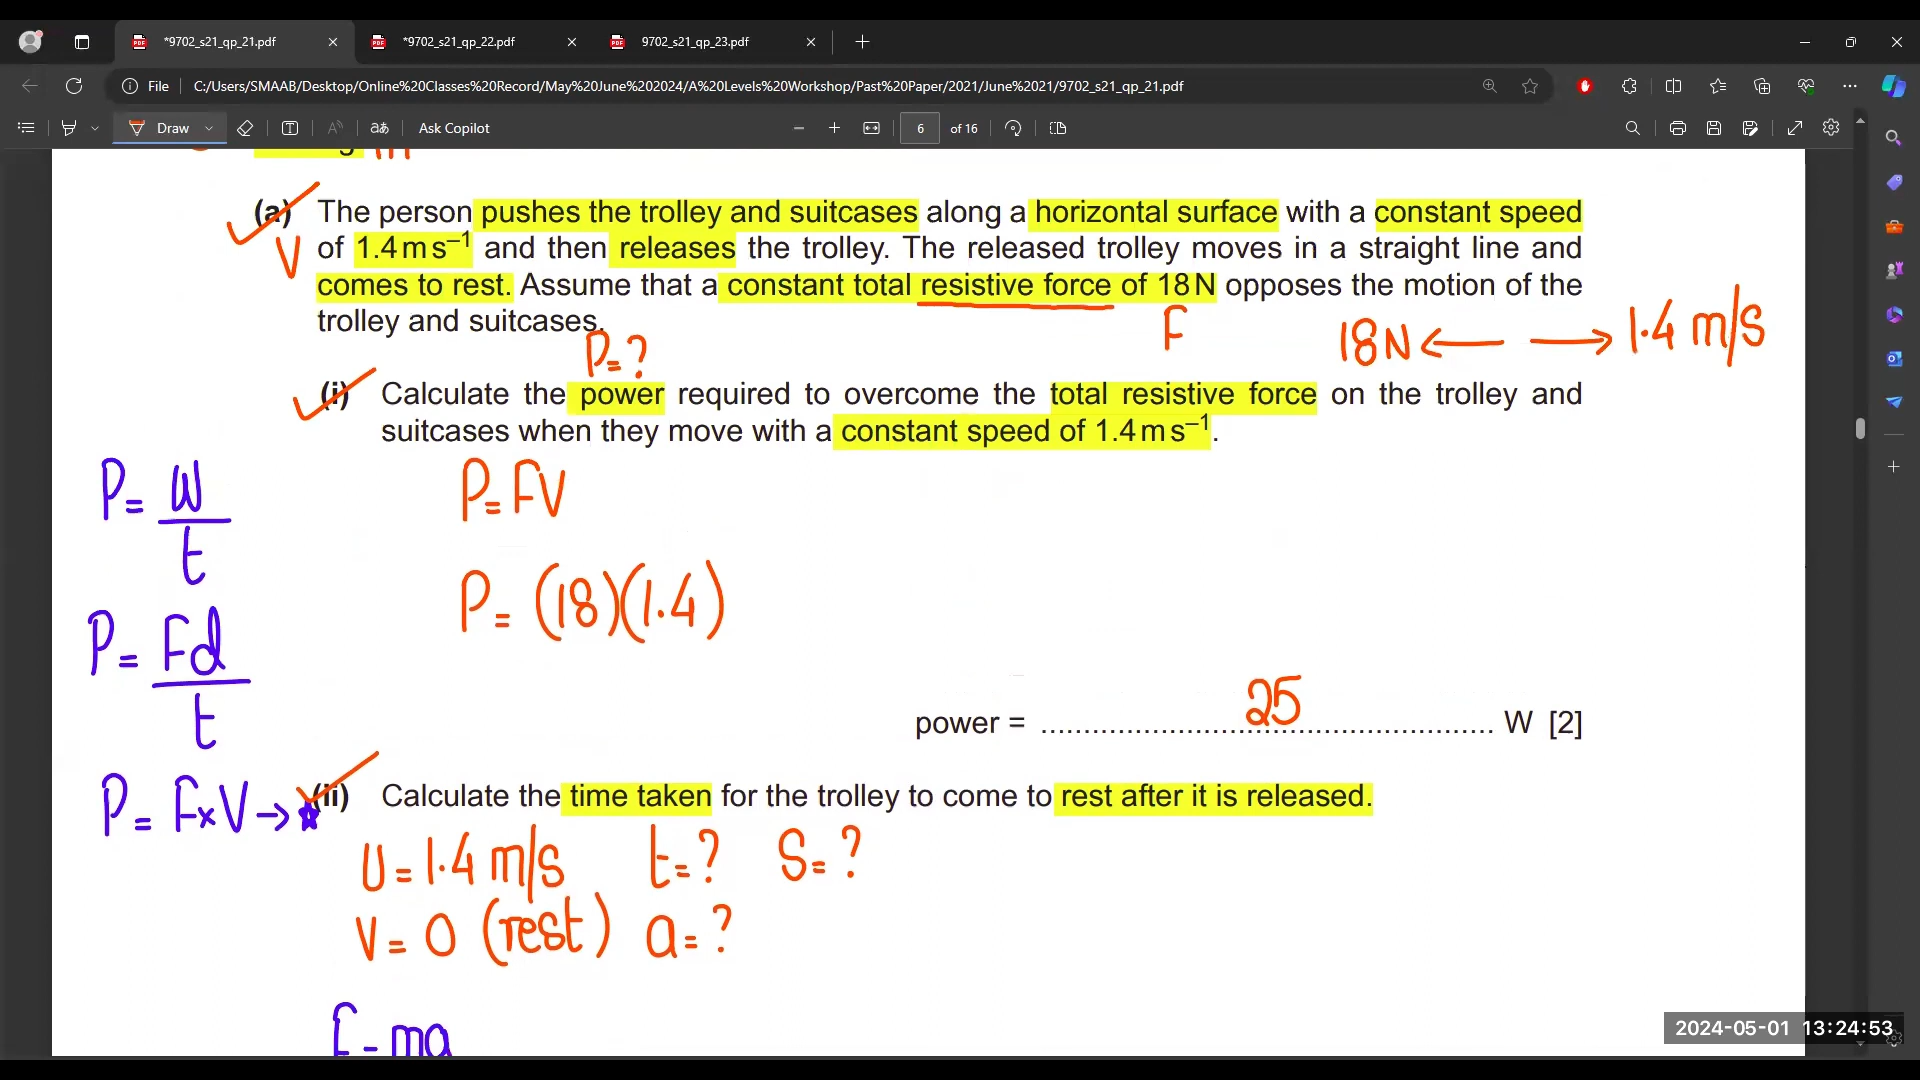 *9702_s21_qp_21.pdf
*9702_s21_qp_22.pdf
9702_s21_qp_23.pdf
File
C:/Users/SMAAB/Desktop/Online%20Classes%20Record/May%20June%202024/A%20Levels%20Workshop/Past%20Paper/2021/June%2021/9702_s21_qp_21.pdf
Draw
Ask Copilot
6 of 16
(a) The person pushes the trolley and suitcases along a horizontal surface with a constant speed
of 1.4 m s⁻¹ and then releases the trolley. The released trolley moves in a straight line and
V
comes to rest. Assume that a constant total resistive force of 18 N opposes the motion of the
trolley and suitcases.
F
18N ← → 1.4 m/s
P=?
(i) Calculate the power required to overcome the total resistive force on the trolley and
suitcases when they move with a constant speed of 1.4 m s⁻¹.
P= W/t
P=FV
P= (18)(1.4)
P= Fd/t
25
power = ........................................ W [2]
P= F×V →
(ii) Calculate the time taken for the trolley to come to rest after it is released.
U=1.4 m/s t=? S=?
V=0 (rest) a=?
F=ma
2024-05-01 13:24:53